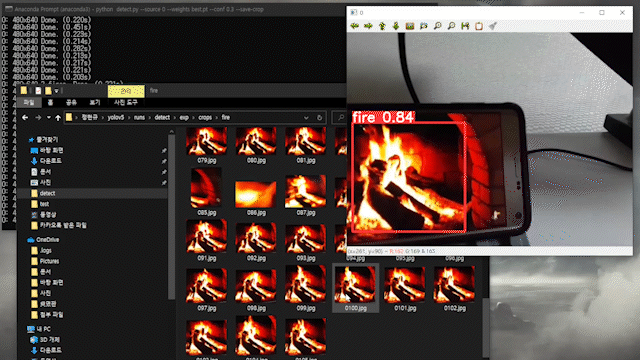 Anaconda Prompt (anaconda3) - python detect.py --source 0 --weights best.pt --conf 0.3 --save-crop
0: 480x640 Done. (0.220s)
0: 480x640 Done. (0.451s)
0: 480x640 Done. (0.223s)
0: 480x640 Done. (0.214s)
0: 480x640 Done. (0.282s)
0: 480x640 Done. (0.213s)
0: 480x640 Done. (0.217s)
0: 480x640 Done. (0.221s)
0: 480x640 Done. (0.203s)
관리
fire
파일
홈
공유
보기
사진 도구
정현규 > yolov5 > runs > detect > exp > crops > fire
즐겨찾기
바탕 화면
다운로드
문서
사진
detect
test
동영상
카카오톡 받은 파일
OneDrive
.logs
Pictures
문서
바탕 화면
사진
첨부 파일
내 PC
3D 개체
다운로드
079.jpg
080.jpg
081.jpg
085.jpg
086.jpg
087.jpg
091.jpg
092.jpg
093.jpg
094.jpg
095.jpg
096.jpg
097.jpg
098.jpg
099.jpg
0100.jpg
0101.jpg
0102.jpg
0
fire 0.84